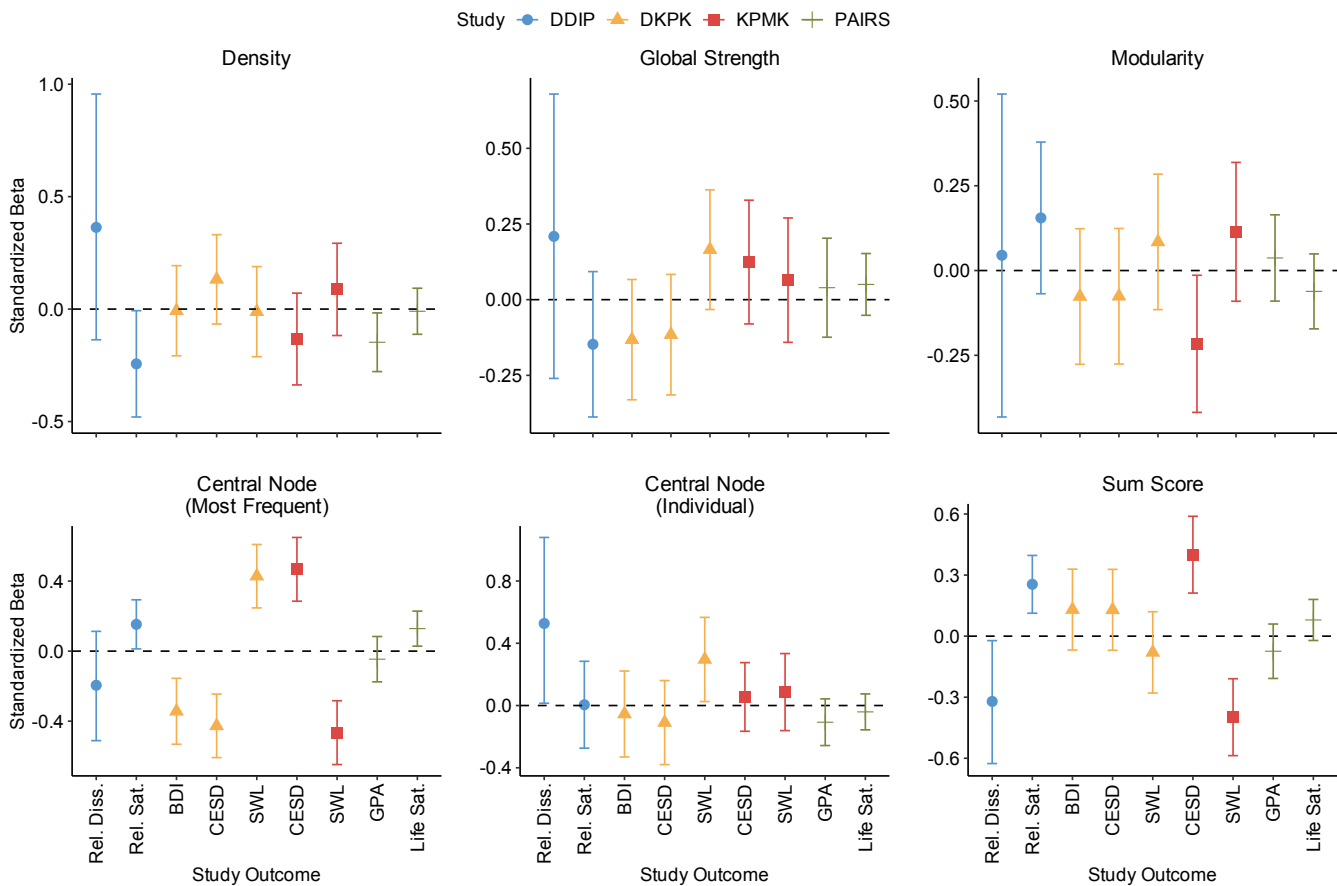 Study DDIP DKPK KPMK PAIRS
Density
Global Strength
Modularity
Standardized Beta
1.0
0.5
0.0
-0.5
0.50
0.25
0.00
-0.25
0.50
0.25
0.00
-0.25
Central Node
(Most Frequent)
Central Node
(Individual)
Sum Score
Standardized Beta
0.4
0.0
-0.4
0.8
0.4
0.0
-0.4
0.6
0.3
0.0
-0.3
-0.6
Rel. Diss.
Rel. Sat.
BDI
CESD
SWL
CESD
SWL
GPA
Life Sat.
Rel. Diss.
Rel. Sat.
BDI
CESD
SWL
CESD
SWL
GPA
Life Sat.
Rel. Diss.
Rel. Sat.
BDI
CESD
SWL
CESD
SWL
GPA
Life Sat.
Study Outcome
Study Outcome
Study Outcome